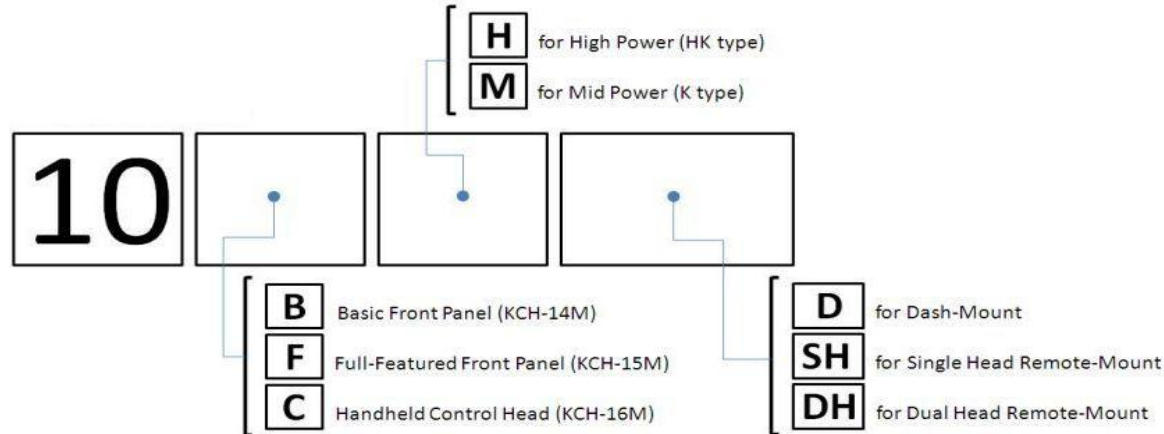 H for High Power (HK type)
M for Mid Power (K type)
10
B Basic Front Panel (KCH-14M)
F Full-Featured Front Panel (KCH-15M)
C Handheld Control Head (KCH-16M)
D for Dash-Mount
SH for Single Head Remote-Mount
DH for Dual Head Remote-Mount